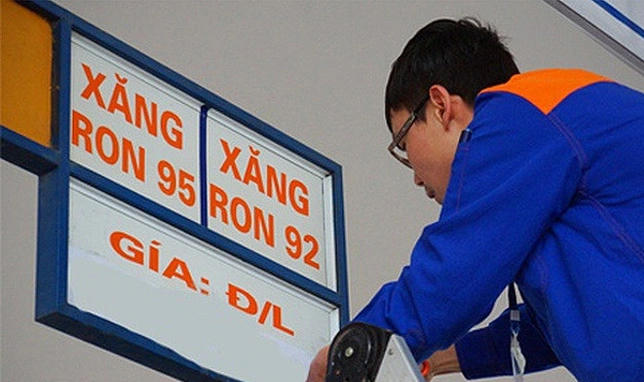 XĂNG
RON 95
XĂNG
RON 92
GÍA: Đ/L